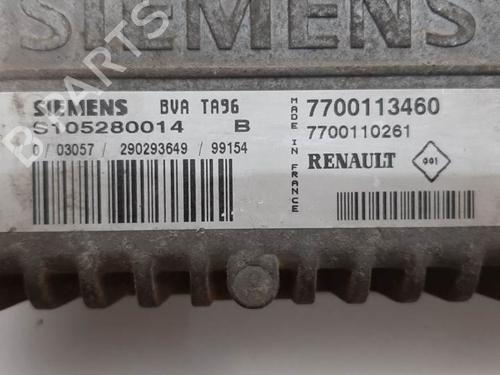 SIEMENS
B-PARTS
SIEMENS BVA TA96
S105280014 B
0/ 03057/ 290293649 / 99154
MADE IN FRANCE
7700113460
7700110261
RENAULT 001